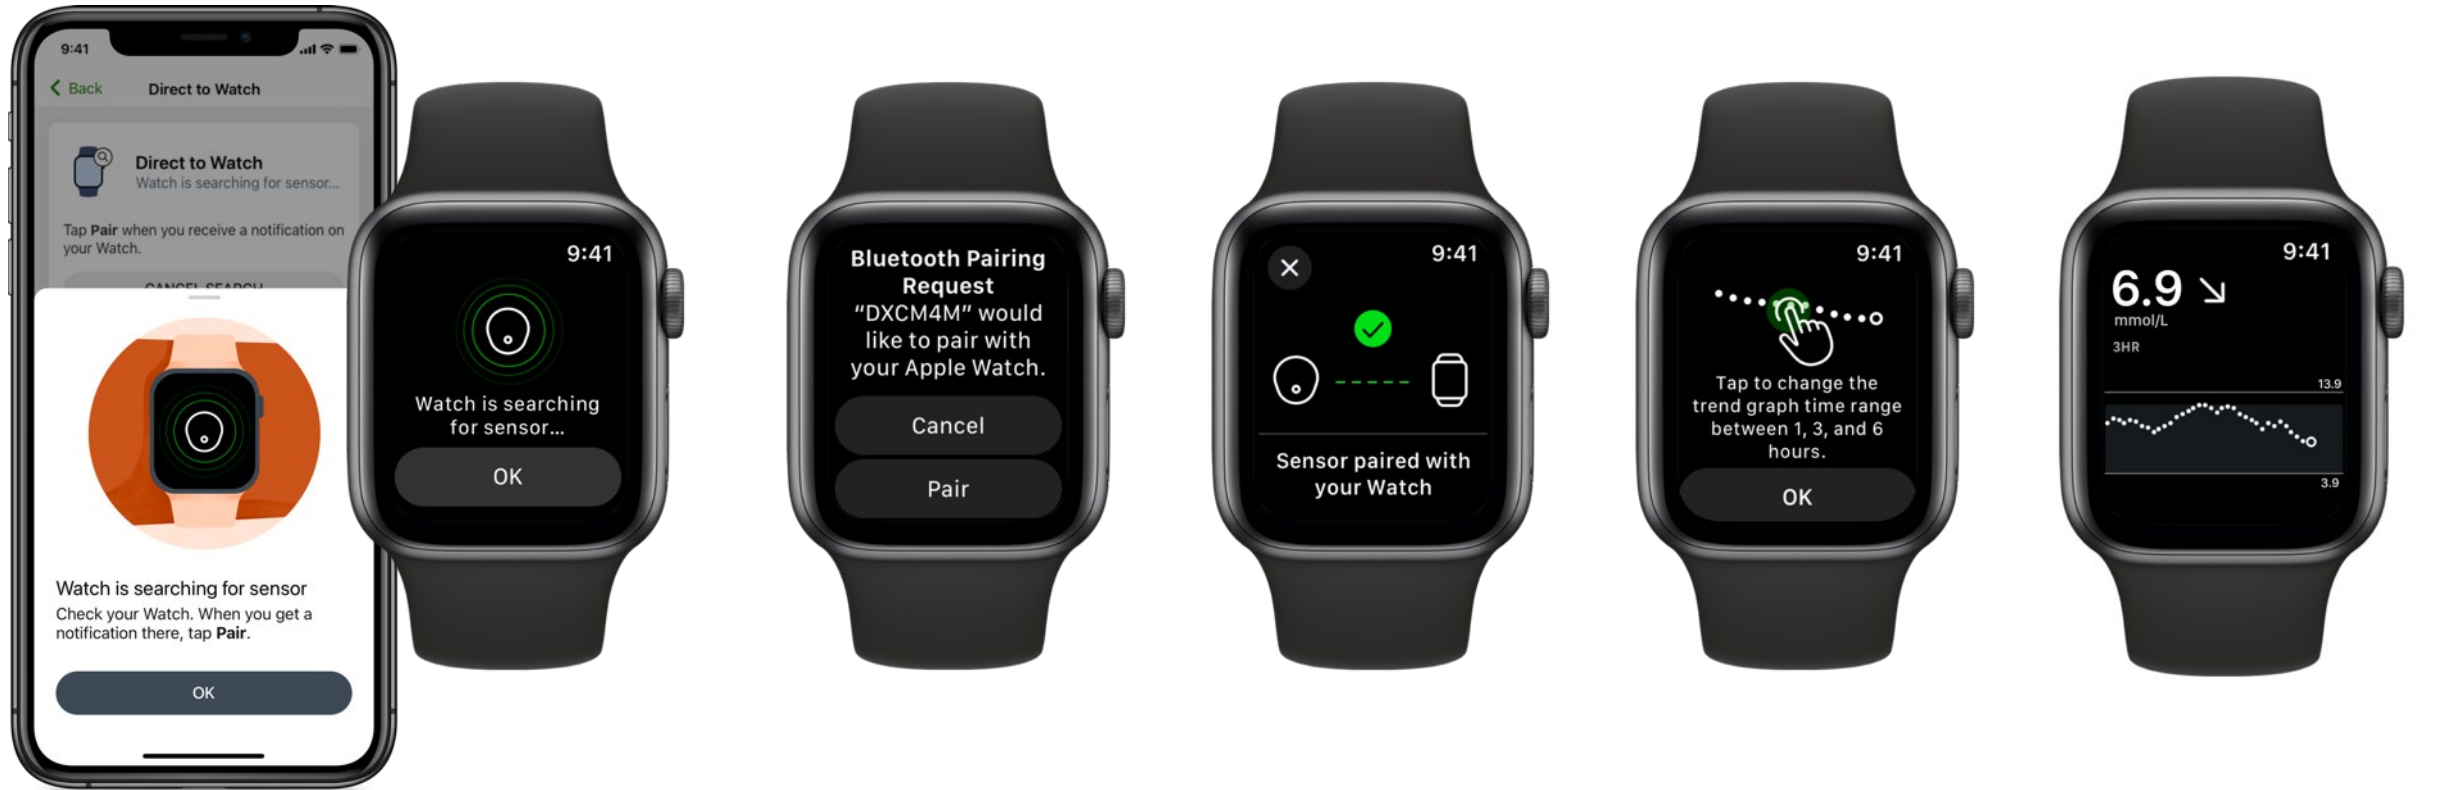 9:41
Back
Direct to Watch
Direct to Watch
Watch is searching for sensor...
Tap Pair when you receive a notification on
your Watch.
CANCEL SEARCH
Watch is searching for sensor
Check your Watch. When you get a
notification there, tap Pair.
OK
9:41
Watch is searching
for sensor...
OK
Bluetooth Pairing
Request
“DXCM4M” would
like to pair with
your Apple Watch.
Cancel
Pair
9:41
Sensor paired with
your Watch
9:41
Tap to change the
trend graph time range
between 1, 3, and 6
hours.
OK
9:41
6.9
mmol/L
3HR
13.9
3.9